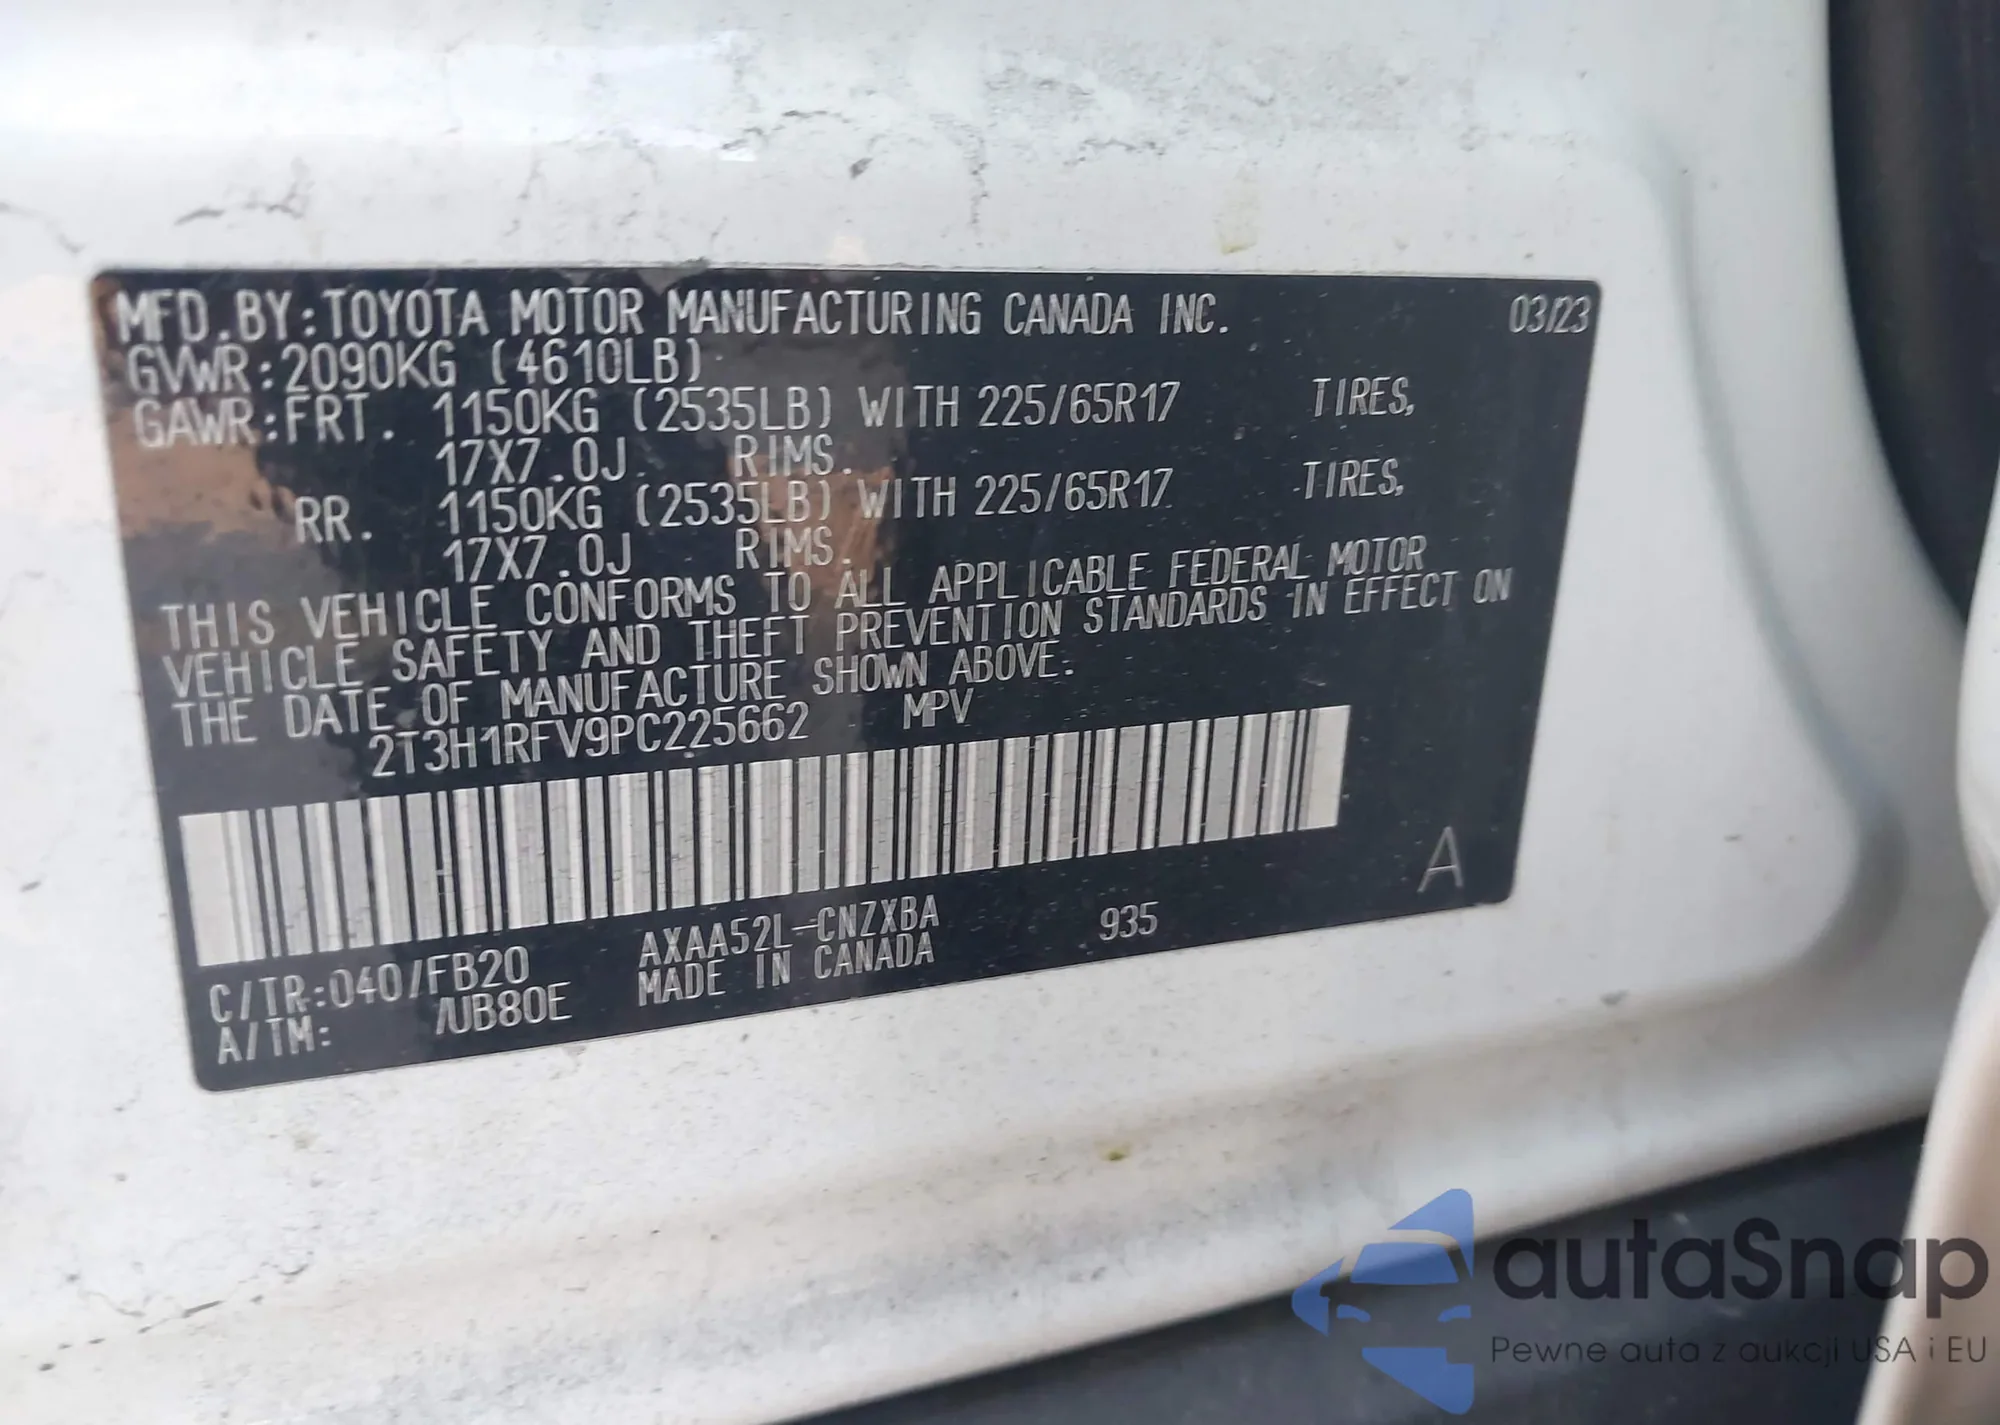 MFD.BY:TOYOTA MOTOR MANUFACTURING CANADA INC. 03/23
GVWR:2090KG (4610LB)
GAWR:FRT. 1150KG (2535LB) WITH 225/65R17 TIRES,
17X7.0J RIMS.
RR. 1150KG (2535LB) WITH 225/65R17 TIRES,
17X7.0J RIMS.
THIS VEHICLE CONFORMS TO ALL APPLICABLE FEDERAL MOTOR
VEHICLE SAFETY AND THEFT PREVENTION STANDARDS IN EFFECT ON
THE DATE OF MANUFACTURE SHOWN ABOVE.
2T3H1RFV9PC225662 MPV
A
C/TR:040/FB20 AXAA52L-CNZXBA 935
A/TM: /UB80E MADE IN CANADA
autaSnap
Pewne auta z aukcji USA i EU